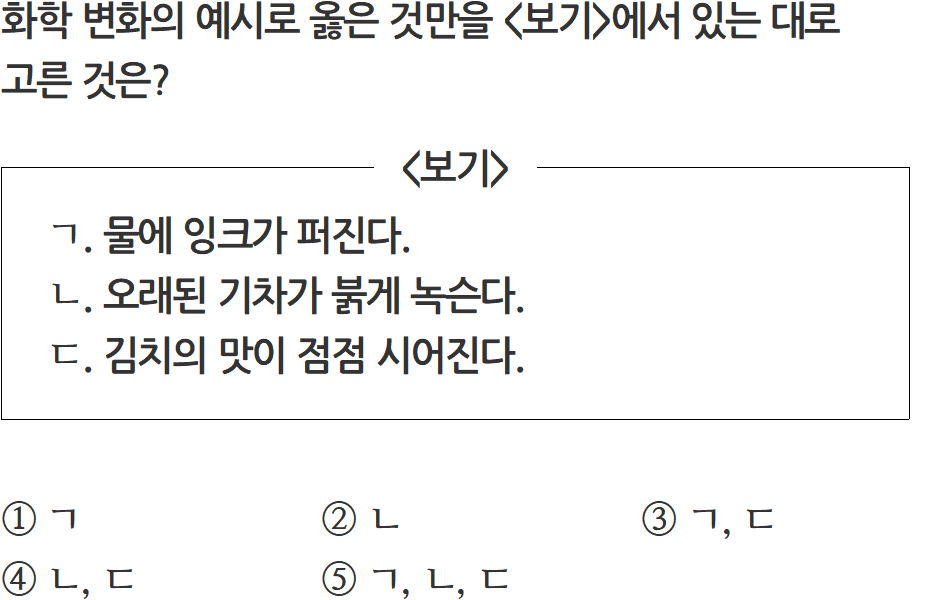 화학 변화의 예시로 옳은 것만을 <보기>에서 있는 대로
고른 것은?
<보기>
ㄱ. 물에 잉크가 퍼진다.
ㄴ. 오래된 기차가 붉게 녹슨다.
ㄷ. 김치의 맛이 점점 시어진다.
① ㄱ ② ㄴ ③ ㄱ, ㄷ
④ ㄴ, ㄷ ⑤ ㄱ, ㄴ, ㄷ